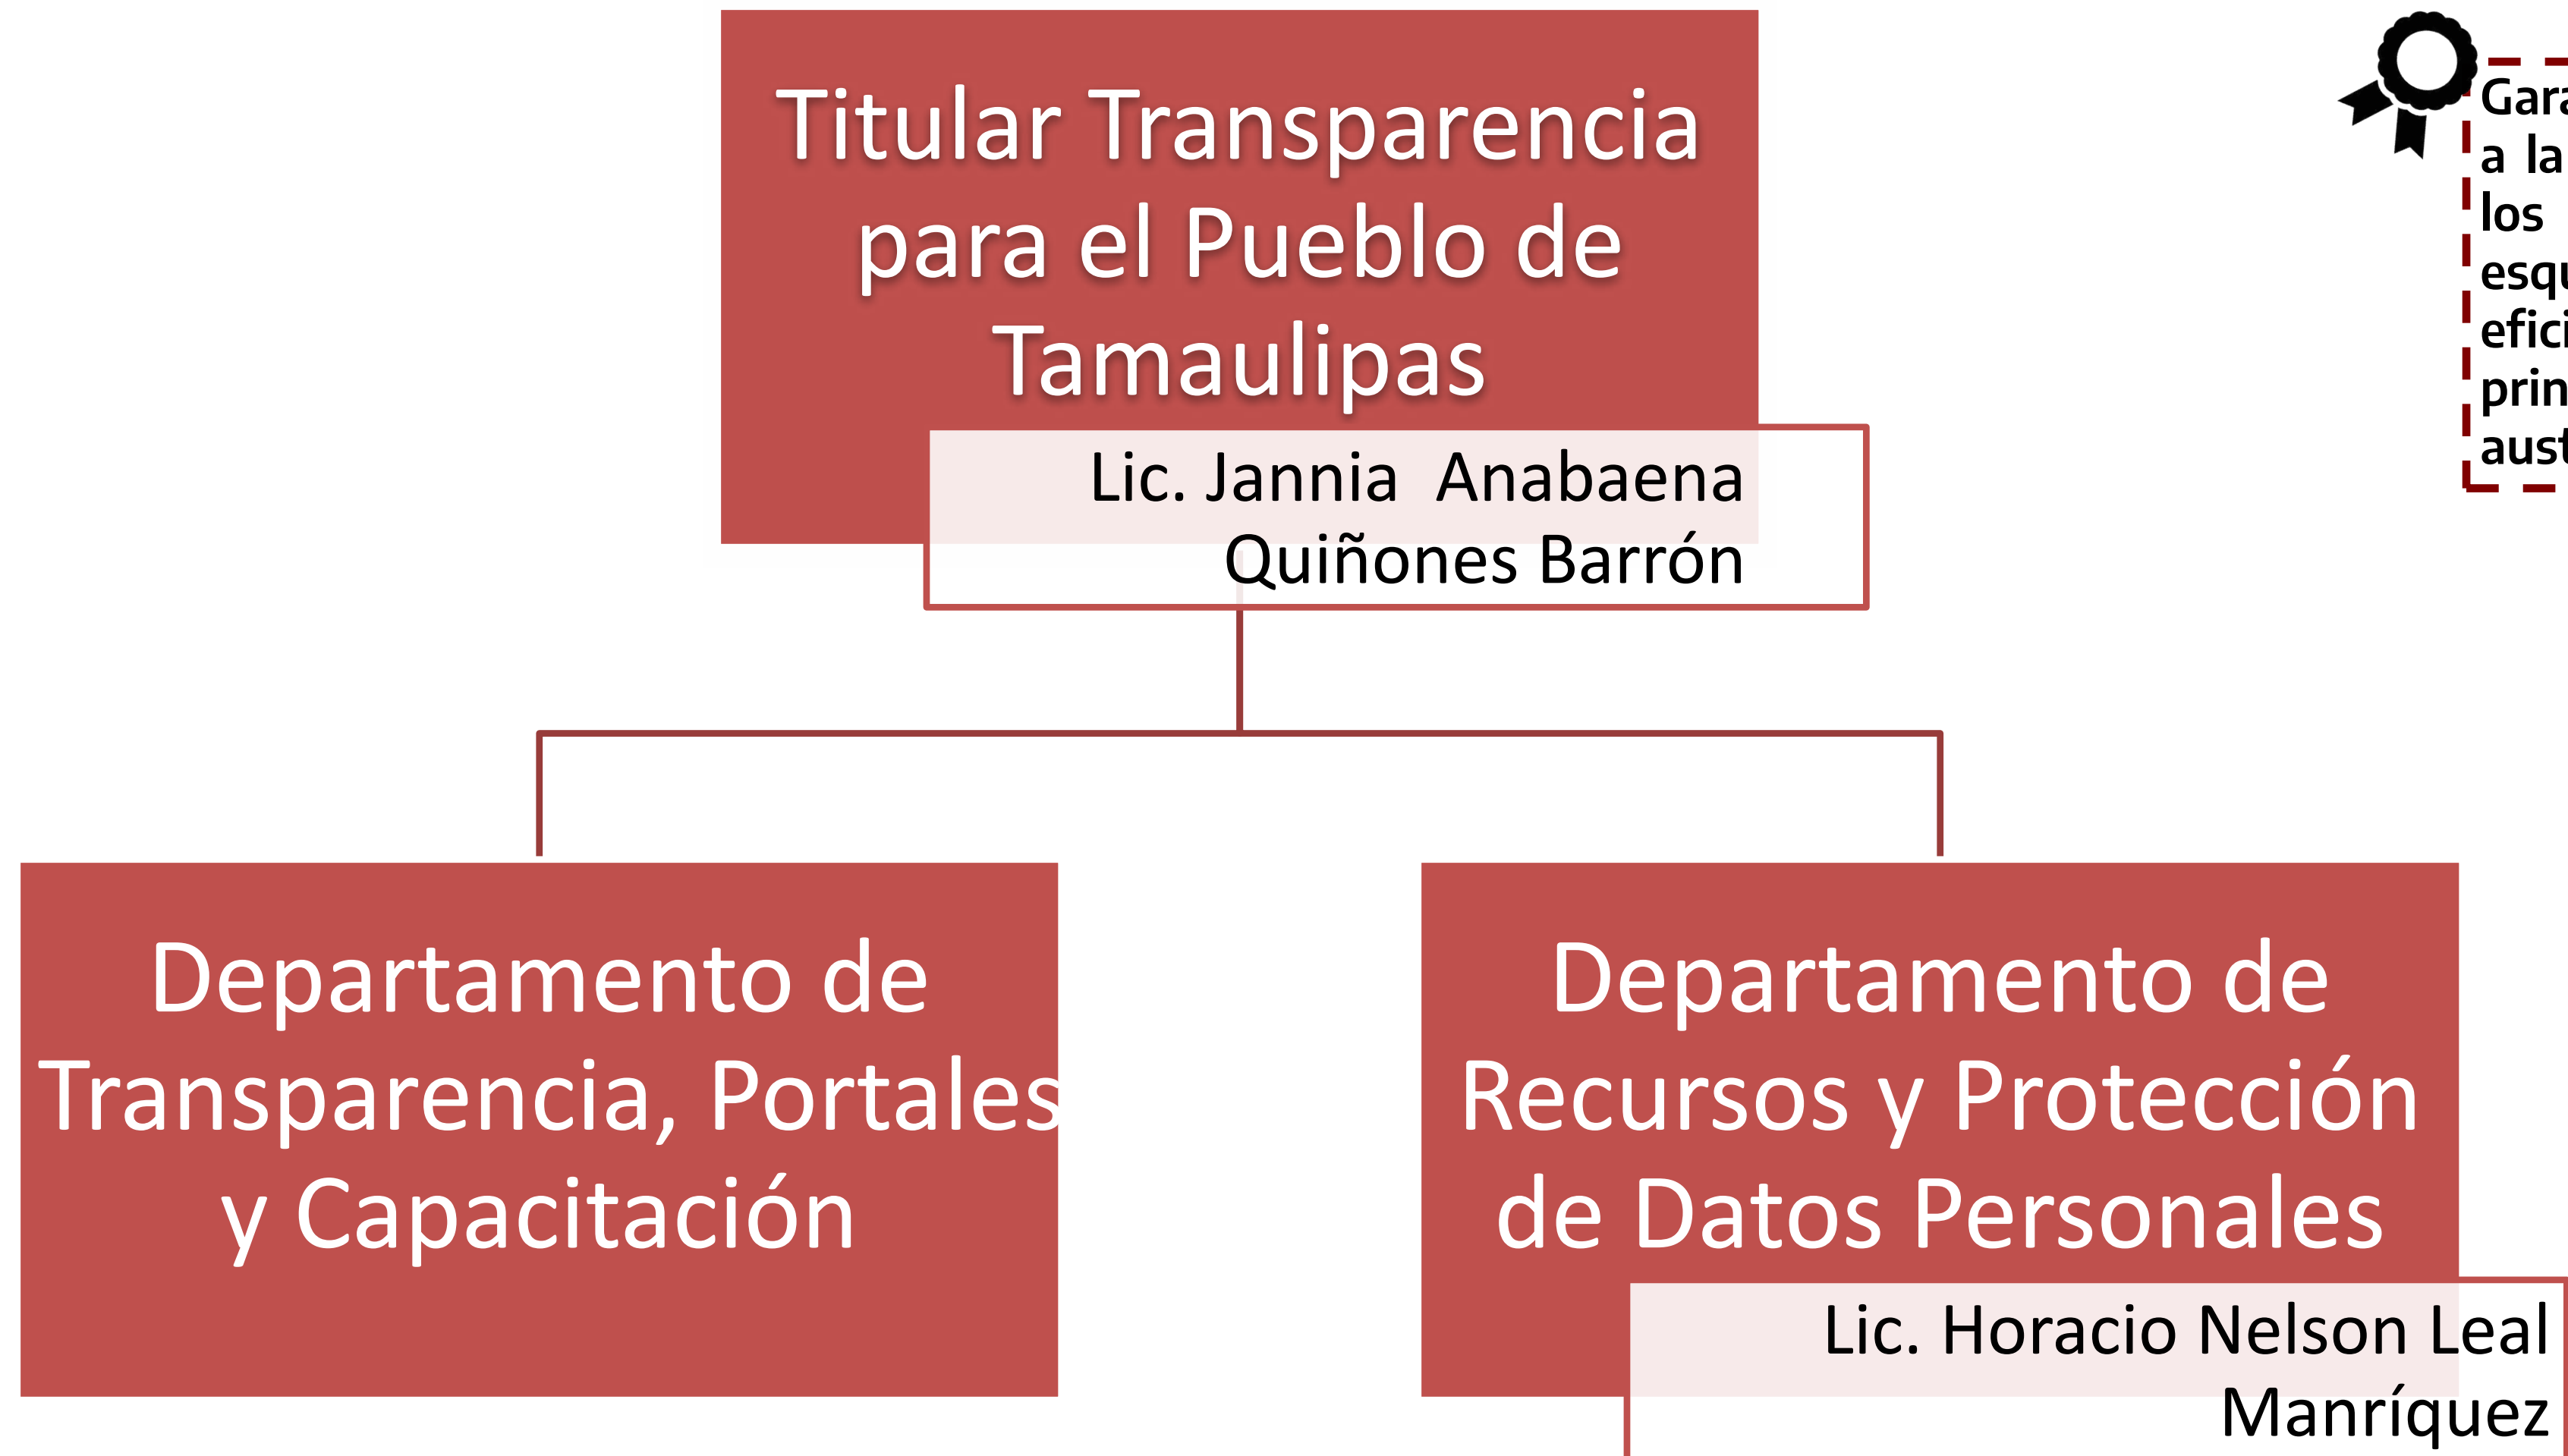 Titular Transparencia
para el Pueblo de
Tamaulipas
Lic. Jannia Anabaena
Quiñones Barrón
a la
los
Departamento de
Transparencia, Portales
y Capacitación
Departamento de
Recursos y Protección
de Datos Personales
Lic. Horacio Nelson Leal
Manríquez